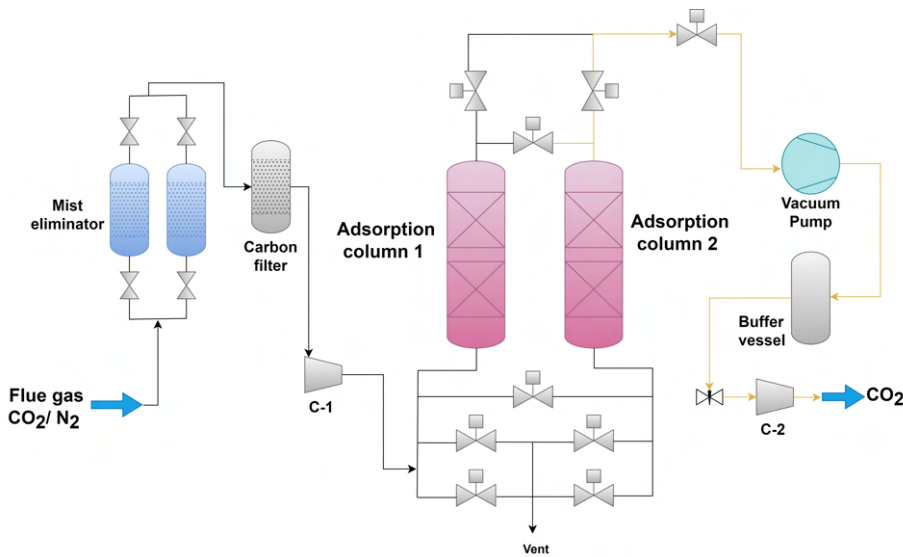 Mist
eliminator
Carbon
filter
Flue gas
CO₂/ N₂
C-1
Adsorption
column 1
Adsorption
column 2
Vacuum
Pump
Buffer
vessel
C-2
CO₂
Vent